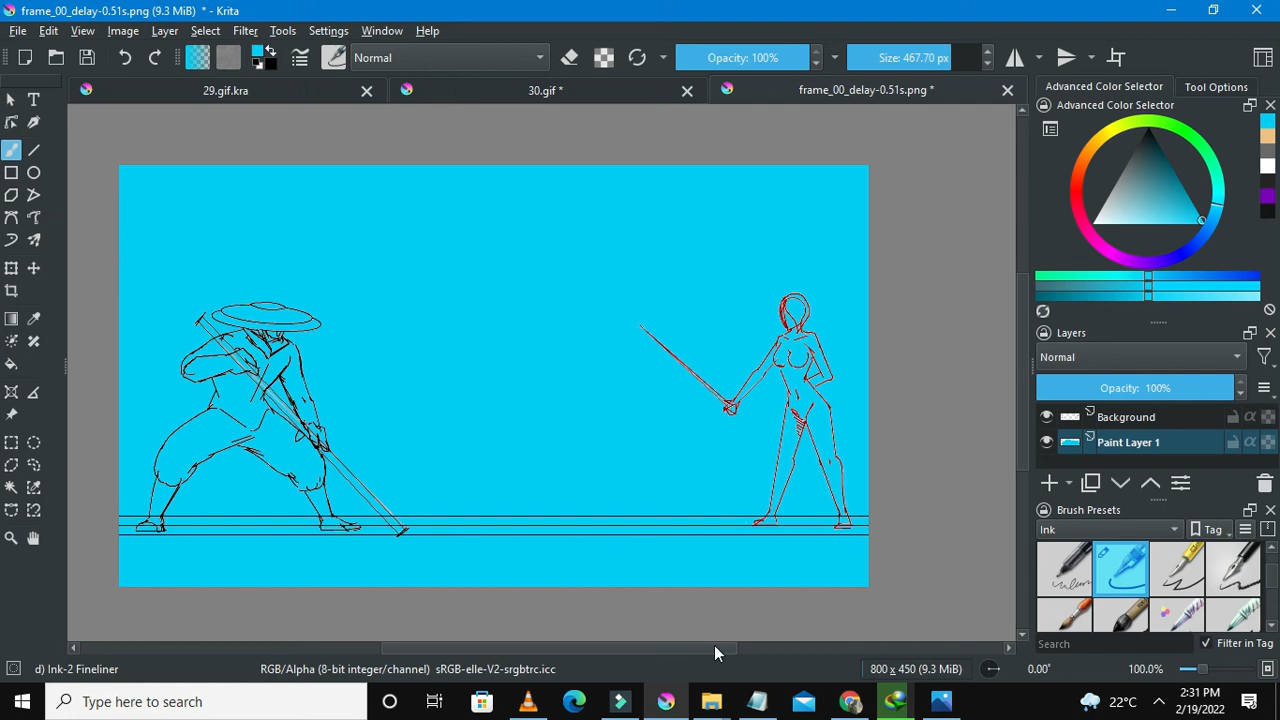 frame_00_delay-0.51s.png (9.3 MiB) * - Krita
File Edit View Image Layer Select Filter Tools Settings Window Help
Normal Opacity: 100% Size: 467.70 px
29.gif.kra 30.gif * frame_00_delay-0.51s.png *
Advanced Color Selector Tool Options
Advanced Color Selector
Layers
Normal
Opacity: 100%
Background
Paint Layer 1
Brush Presets
Ink Tag
Search Filter in Tag
d) Ink-2 Fineliner RGB/Alpha (8-bit integer/channel) sRGB-elle-V2-srgbtrc.icc 800 x 450 (9.3 MiB) 0.00° 100.0%
Type here to search 22°C 2:31 PM
2/19/2022